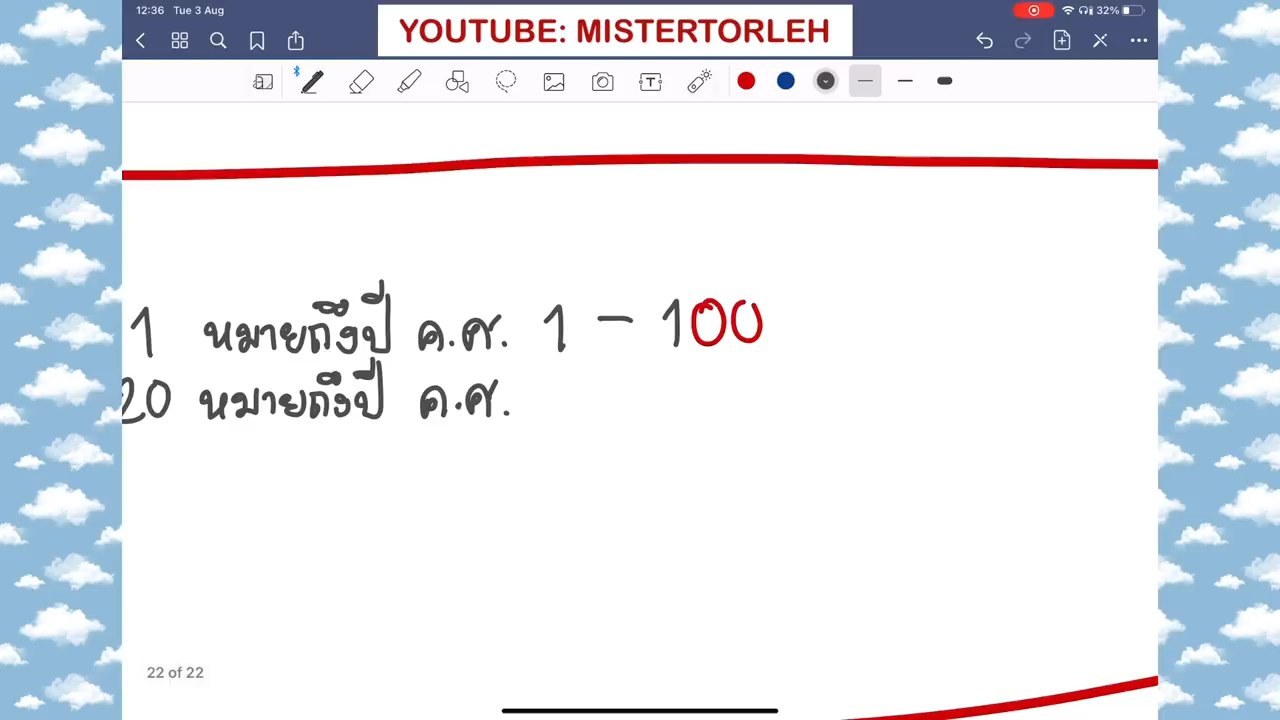 12:36 Tue 3 Aug
32%
YOUTUBE: MISTERTORLEH
1 หมายถึงปี ค.ศ. 1 - 100
20 หมายถึงปี ค.ศ.
22 of 22